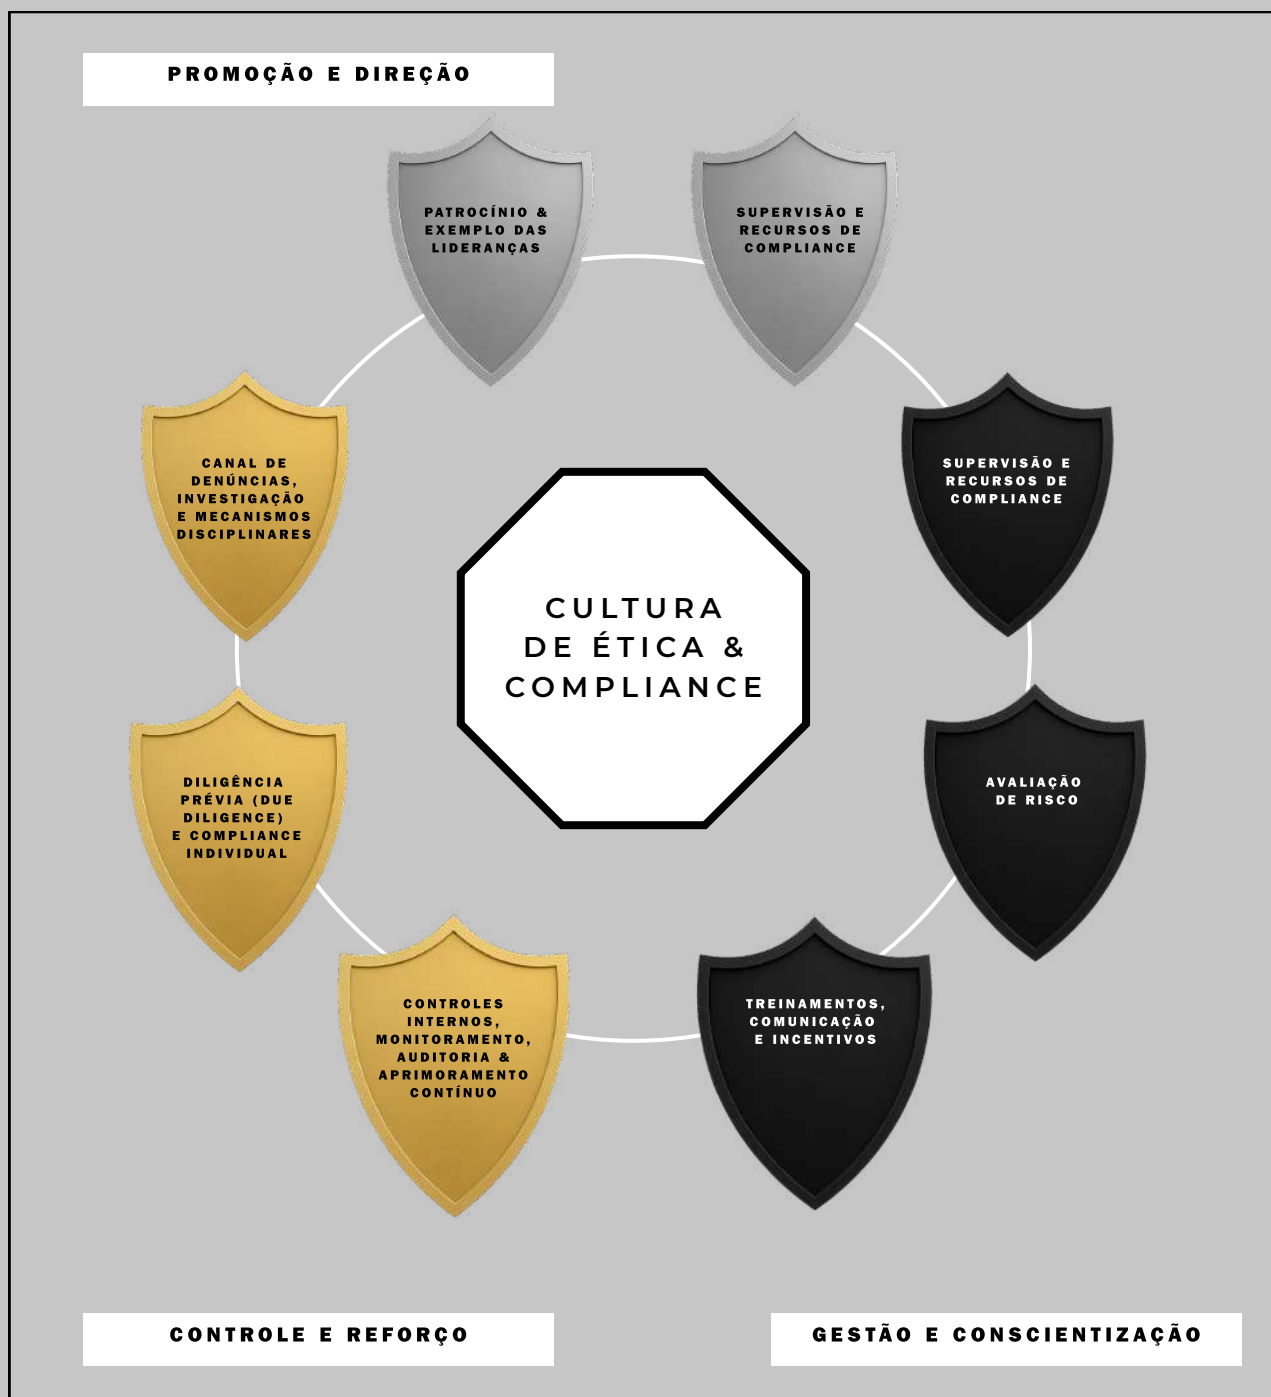 PROMOÇÃO E DIREÇÃO
PATROCÍNIO &
EXEMPLO DAS
LIDERANÇAS
SUPERVISÃO E
RECURSOS DE
COMPLIANCE
CANAL DE
DENÚNCIAS,
INVESTIGAÇÃO
E MECANISMOS
DISCIPLINARES
SUPERVISÃO E
RECURSOS DE
COMPLIANCE
CULTURA
DE ÉTICA &
COMPLIANCE
DILIGÊNCIA
PRÉVIA (DUE
DILIGENCE)
E COMPLIANCE
INDIVIDUAL
AVALIAÇÃO
DE RISCO
CONTROLES
INTERNOS,
MONITORAMENTO,
AUDITORIA &
APRIMORAMENTO
CONTÍNUO
TREINAMENTOS,
COMUNICAÇÃO
E INCENTIVOS
CONTROLE E REFORÇO
GESTÃO E CONSCIENTIZAÇÃO